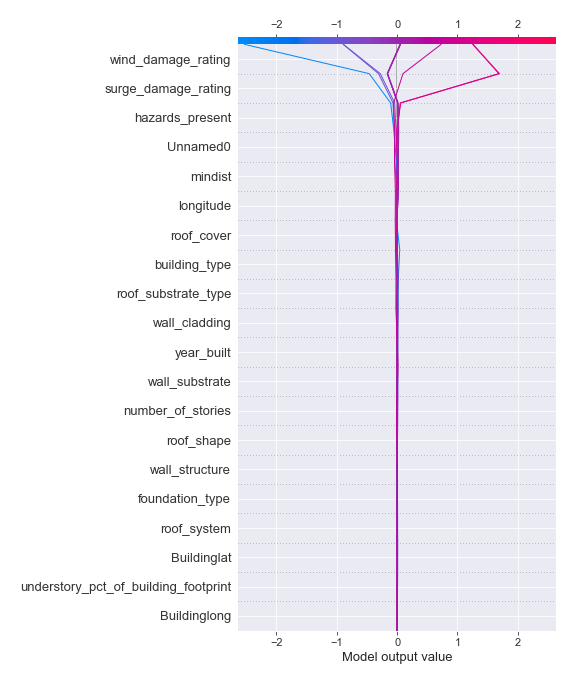 −2 −1 0 1 2
wind_damage_rating
surge_damage_rating
hazards_present
Unnamed0
mindist
longitude
roof_cover
building_type
roof_substrate_type
wall_cladding
year_built
wall_substrate
number_of_stories
roof_shape
wall_structure
foundation_type
roof_system
Buildinglat
understory_pct_of_building_footprint
Buildinglong
−2 −1 0 1 2
Model output value